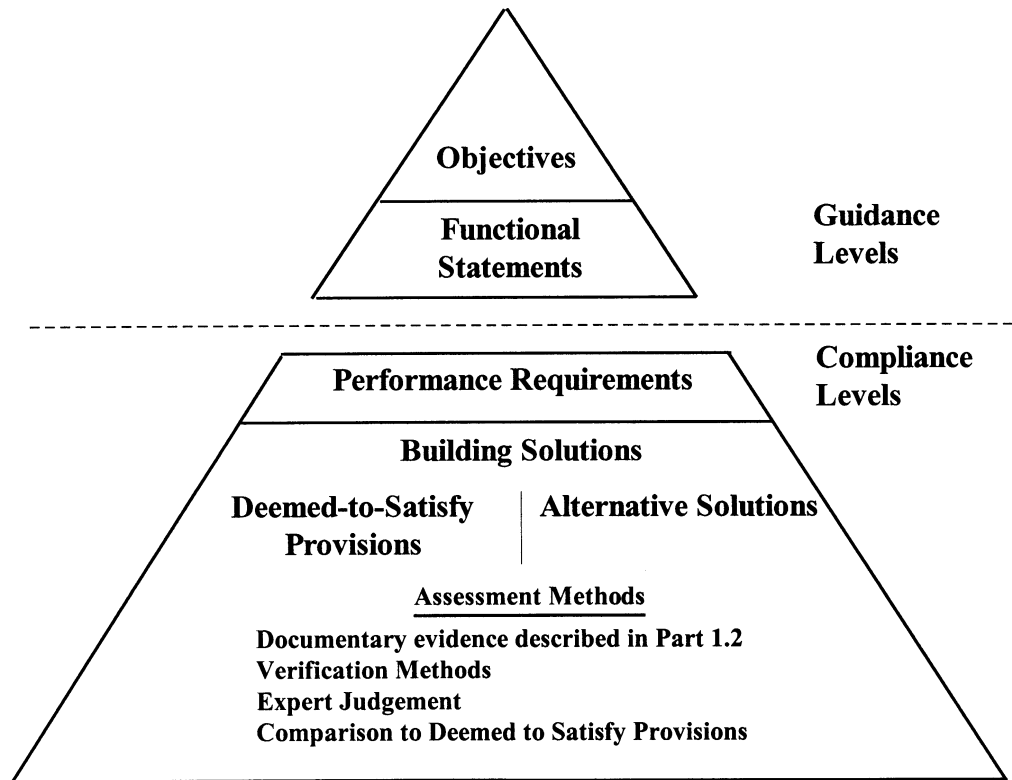 Objectives
Functional
Statements
Guidance
Levels
Compliance
Levels
Performance Requirements
Building Solutions
Deemed-to-Satisfy
Provisions
Alternative Solutions
Assessment Methods
Documentary evidence described in Part 1.2
Verification Methods
Expert Judgement
Comparison to Deemed to Satisfy Provisions